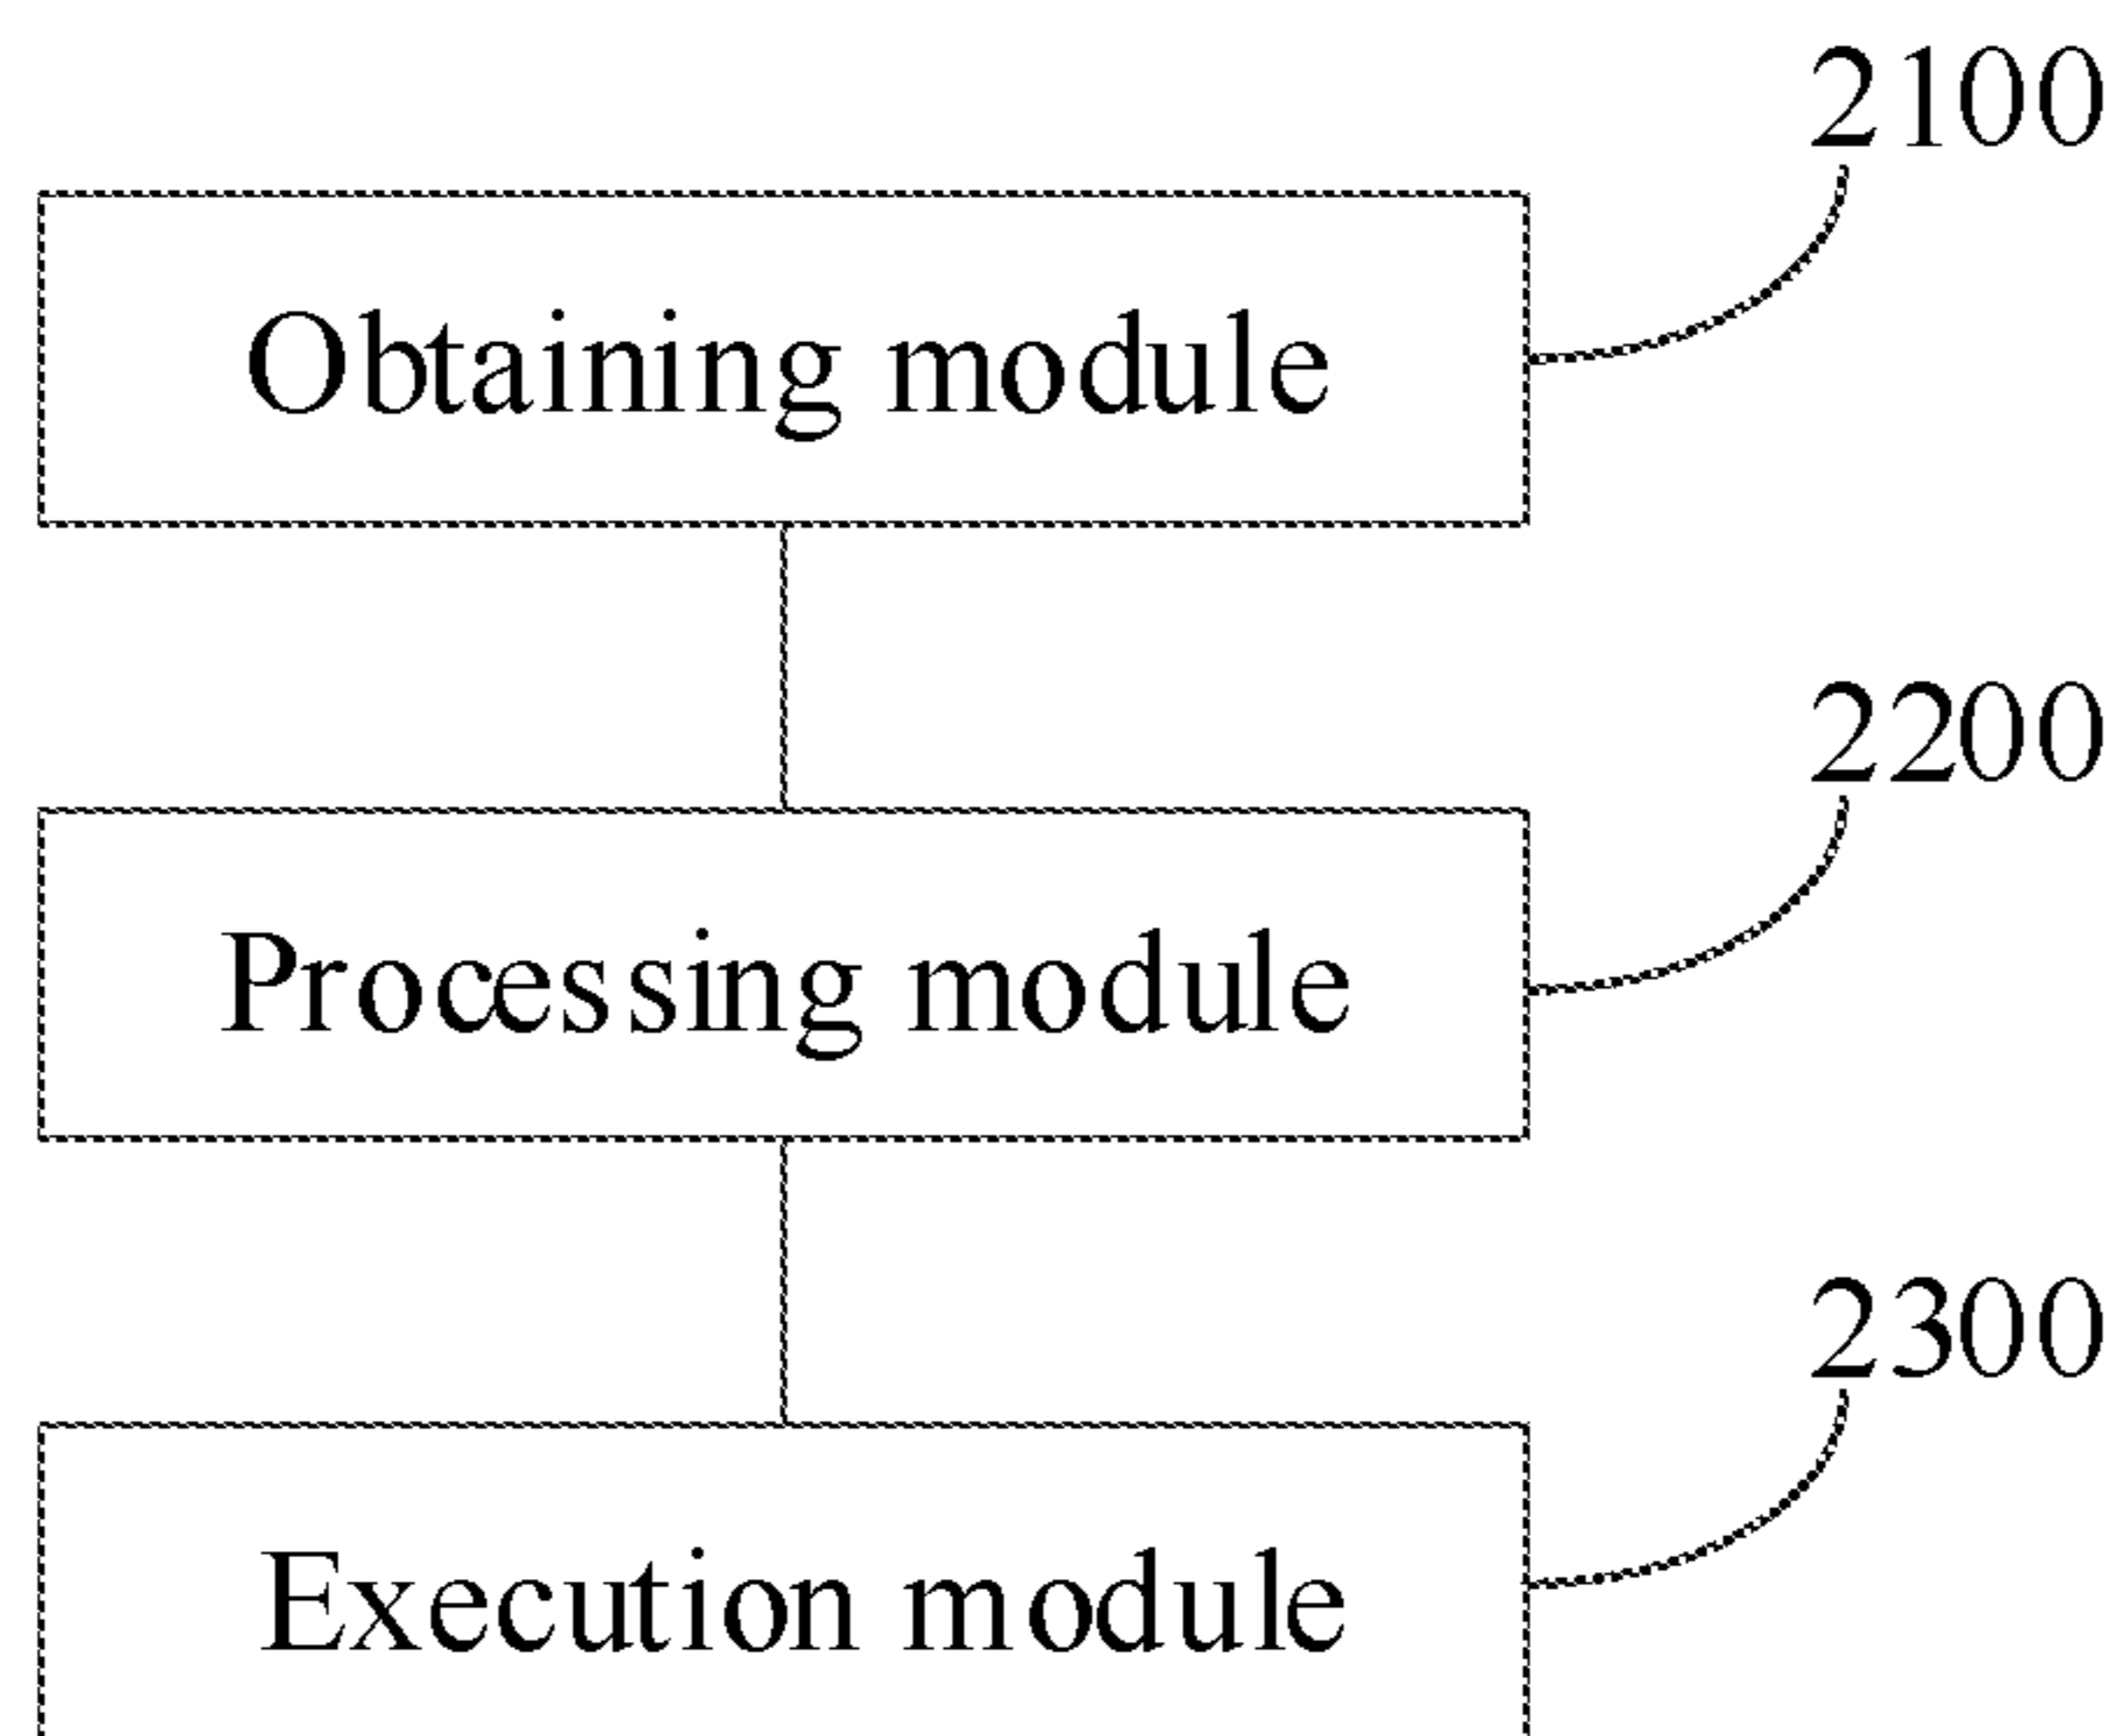 2100
Obtaining module
2200
Processing module
2300
Execution module